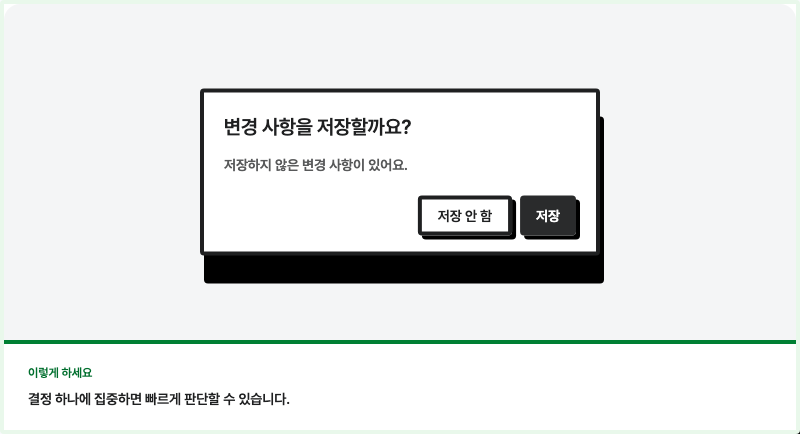 변경 사항을 저장할까요?
저장하지 않은 변경 사항이 있어요.
저장 안 함
저장
이렇게 하세요
결정 하나에 집중하면 빠르게 판단할 수 있습니다.